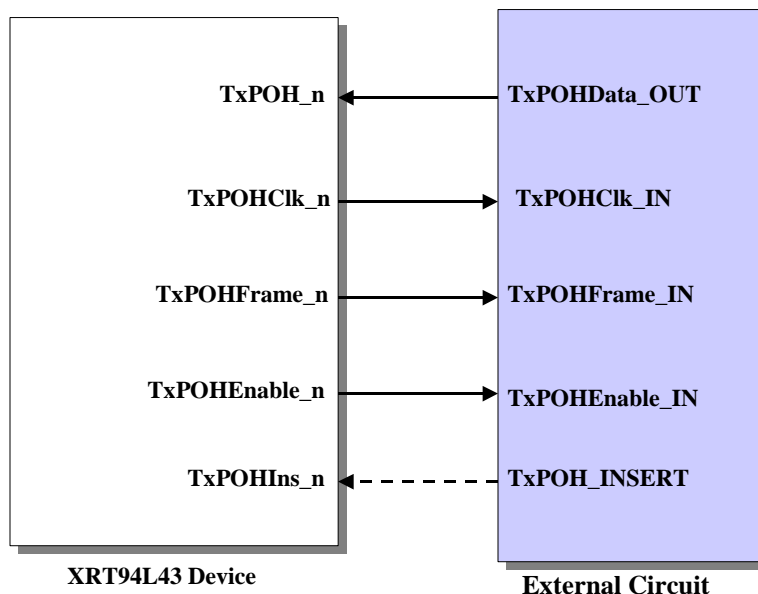 TxPOH_n
TxPOHData_OUT
TxPOHClk_n
TxPOHClk_IN
TxPOHFrame_n
TxPOHFrame_IN
TxPOHEnable_n
TxPOHEnable_IN
TxPOHIns_n
TxPOH_INSERT
XRT94L43 Device
External Circuit